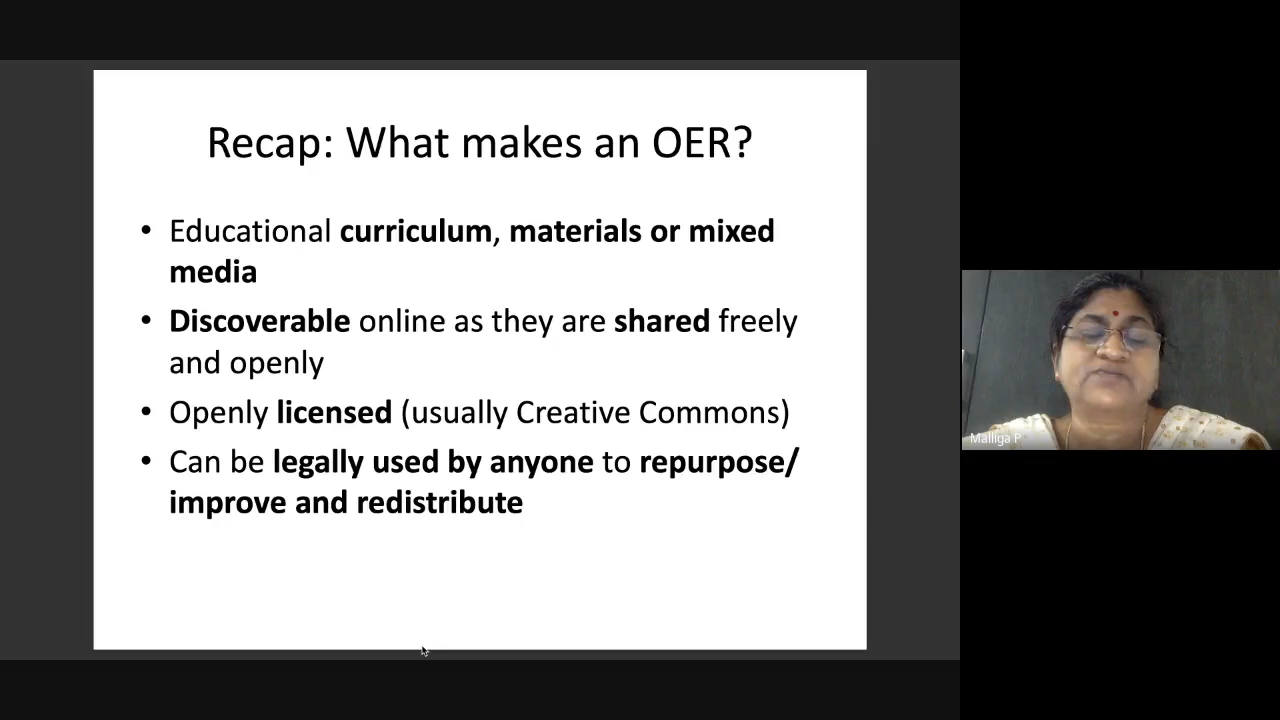 Recap: What makes an OER?
• Educational curriculum, materials or mixed
media
• Discoverable online as they are shared freely
and openly
• Openly licensed (usually Creative Commons)
• Can be legally used by anyone to repurpose/
improve and redistribute
Malliga P